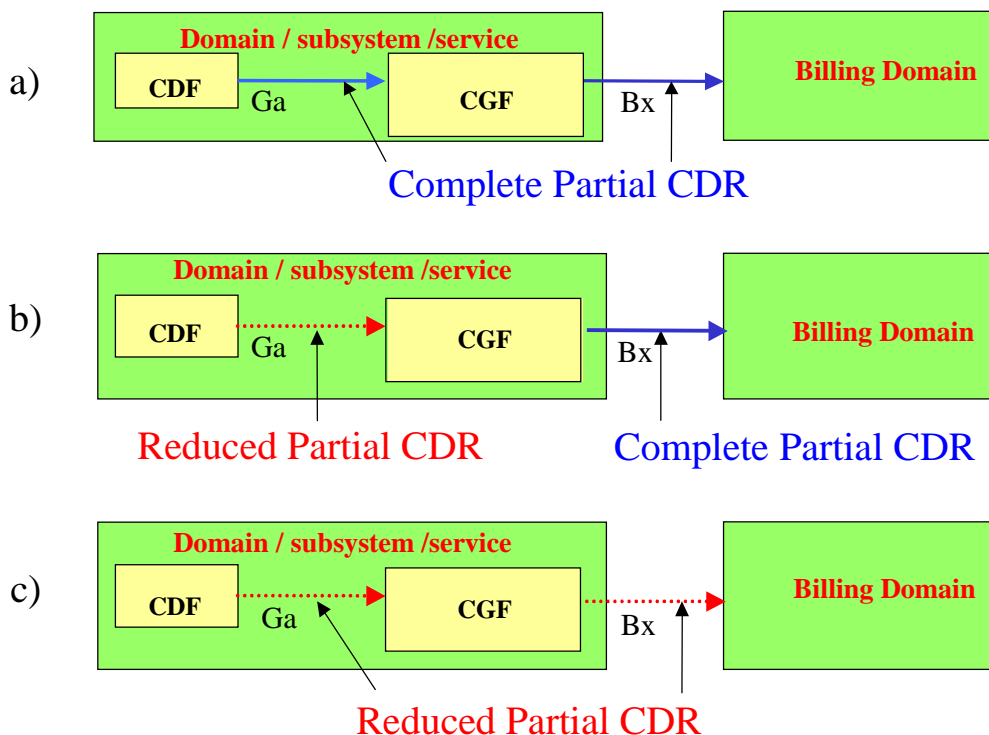 a)
Domain / subsystem /service
CDF
Ga
CGF
Bx
Billing Domain
Complete Partial CDR
b)
Domain / subsystem /service
CDF
Ga
CGF
Bx
Billing Domain
Reduced Partial CDR
Complete Partial CDR
c)
Domain / subsystem /service
CDF
Ga
CGF
Bx
Billing Domain
Reduced Partial CDR